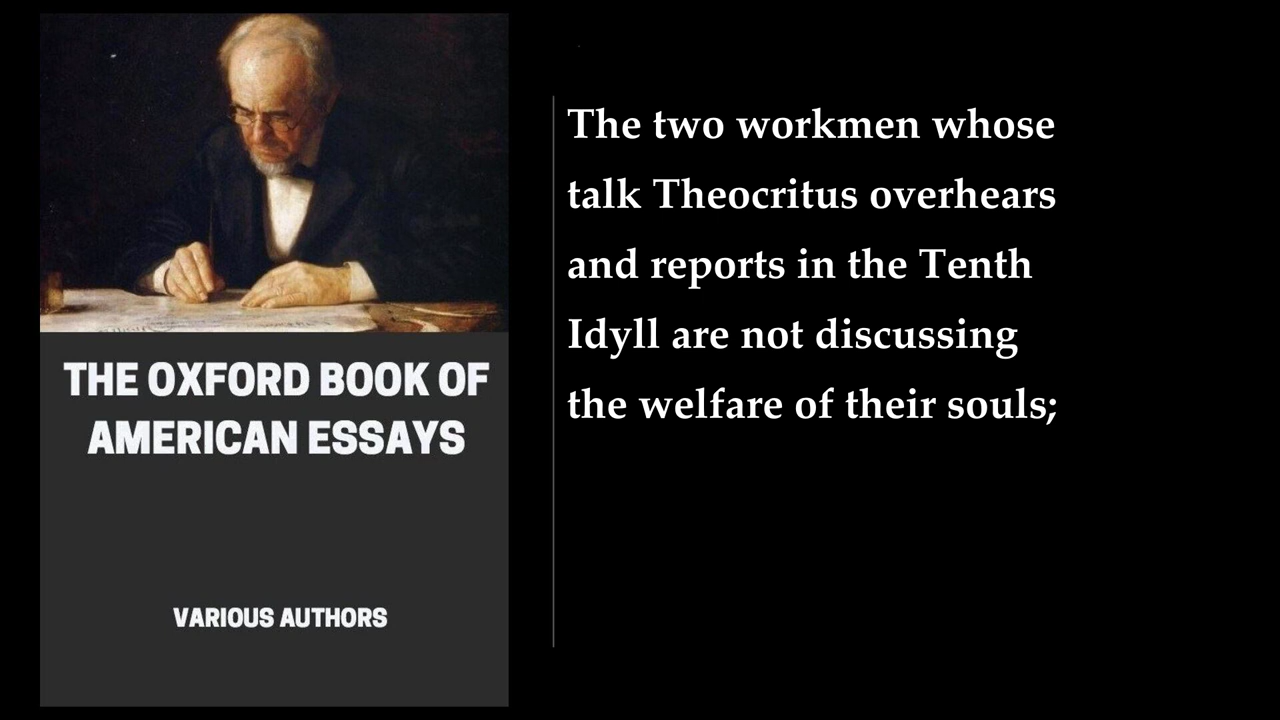 THE OXFORD BOOK OF
AMERICAN ESSAYS
VARIOUS AUTHORS
The two workmen whose
talk Theocritus overhears
and reports in the Tenth
Idyll are not discussing
the welfare of their souls;